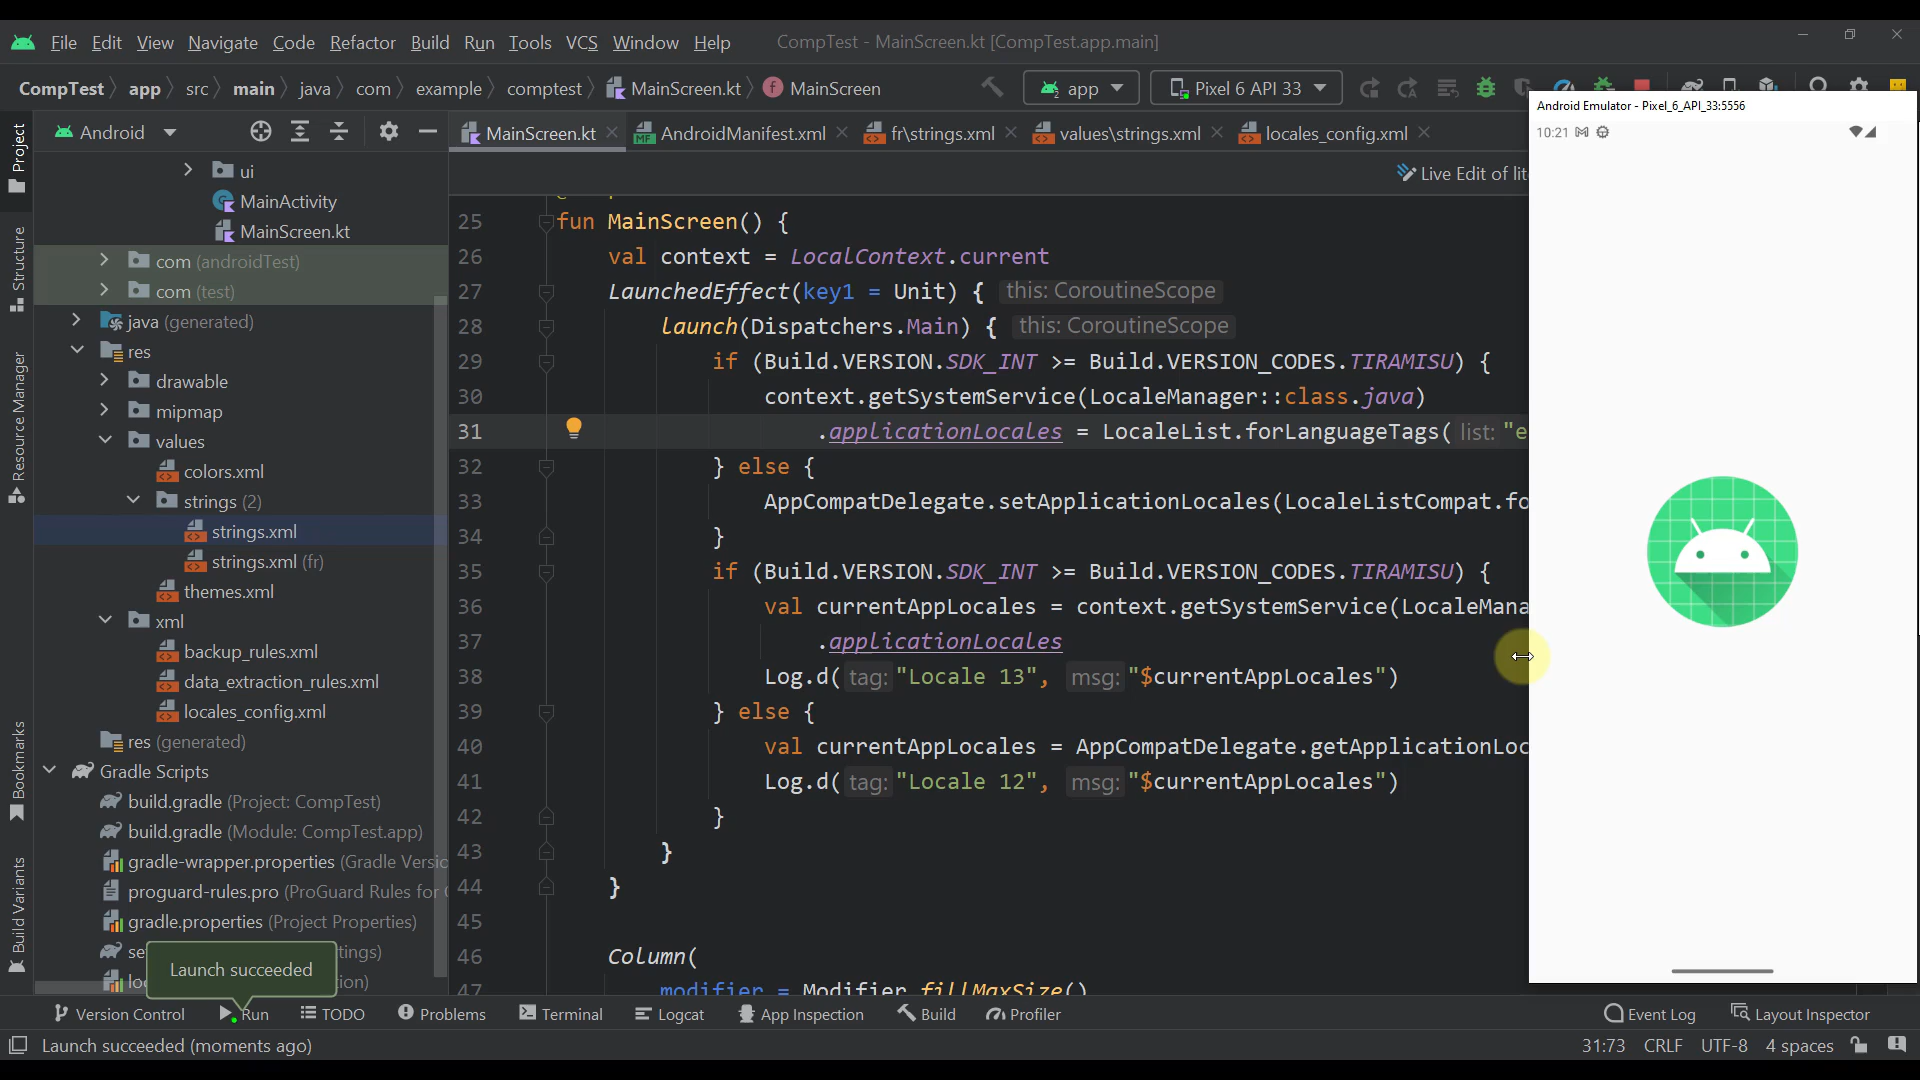 File Edit View Navigate Code Refactor Build Run Tools VCS Window Help CompTest - MainScreen.kt [CompTest.app.main]
CompTest app src main java com example comptest MainScreen.kt MainScreen app Pixel 6 API 33
Android Emulator - Pixel_6_API_33:5556
10:21
Project
Structure
Resource Manager
Bookmarks
Build Variants
Android
ui
MainActivity
MainScreen.kt
com (androidTest)
com (test)
java (generated)
res
drawable
mipmap
values
colors.xml
strings (2)
strings.xml
strings.xml (fr)
themes.xml
xml
backup_rules.xml
data_extraction_rules.xml
locales_config.xml
res (generated)
Gradle Scripts
build.gradle (Project: CompTest)
build.gradle (Module: CompTest.app)
gradle-wrapper.properties (Gradle Versic
proguard-rules.pro (ProGuard Rules for
gradle.properties (Project Properties)
se tings)
loc ion)
Launch succeeded
MainScreen.kt AndroidManifest.xml fr\strings.xml values\strings.xml locales_config.xml
Live Edit of lit
25 fun MainScreen() {
26 val context = LocalContext.current
27 LaunchedEffect(key1 = Unit) { this: CoroutineScope
28 launch(Dispatchers.Main) { this: CoroutineScope
29 if (Build.VERSION.SDK_INT >= Build.VERSION_CODES.TIRAMISU) {
30 context.getSystemService(LocaleManager::class.java)
31 .applicationLocales = LocaleList.forLanguageTags( list: "e
32 } else {
33 AppCompatDelegate.setApplicationLocales(LocaleListCompat.fo
34 }
35 if (Build.VERSION.SDK_INT >= Build.VERSION_CODES.TIRAMISU) {
36 val currentAppLocales = context.getSystemService(LocaleMana
37 .applicationLocales
38 Log.d( tag: "Locale 13", msg: "$currentAppLocales")
39 } else {
40 val currentAppLocales = AppCompatDelegate.getApplicationLoc
41 Log.d( tag: "Locale 12", msg: "$currentAppLocales")
42 }
43 }
44 }
45
46 Column(
47 modifier = Modifier.fillMaxSize()
Version Control Run TODO Problems Terminal Logcat App Inspection Build Profiler Event Log Layout Inspector
Launch succeeded (moments ago) 31:73 CRLF UTF-8 4 spaces